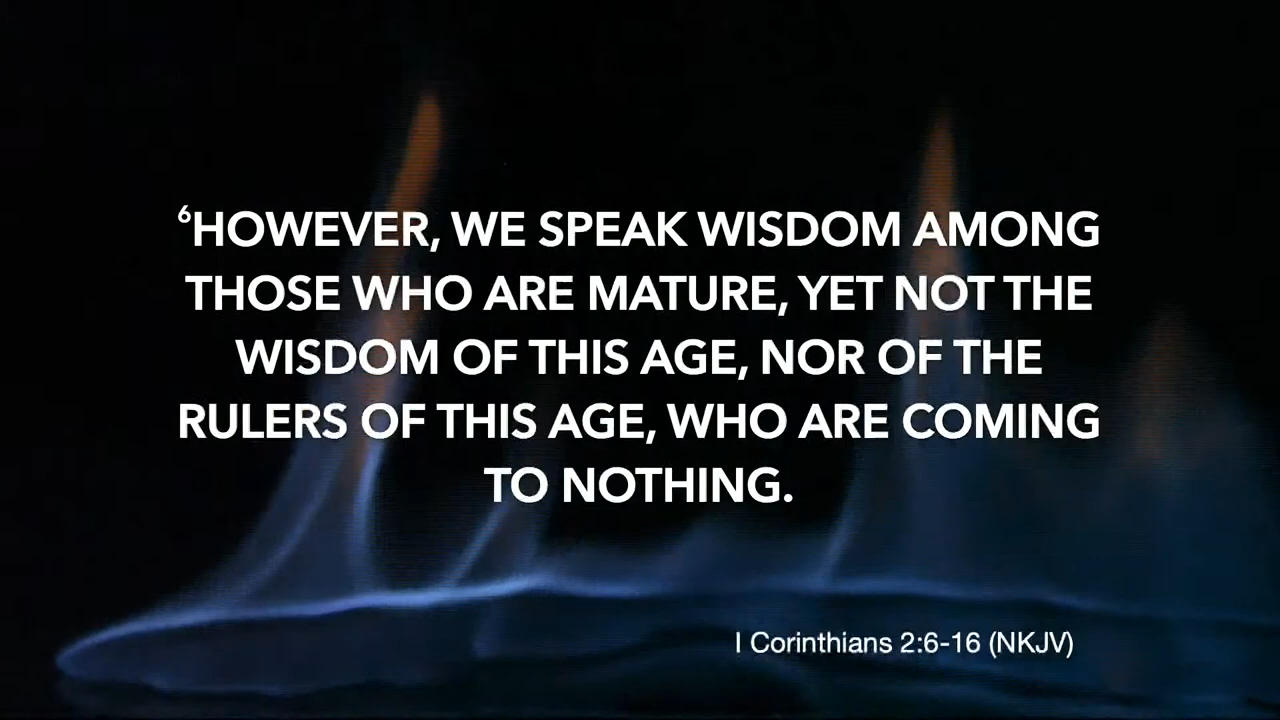 ⁶HOWEVER, WE SPEAK WISDOM AMONG
THOSE WHO ARE MATURE, YET NOT THE
WISDOM OF THIS AGE, NOR OF THE
RULERS OF THIS AGE, WHO ARE COMING
TO NOTHING.
I Corinthians 2:6-16 (NKJV)